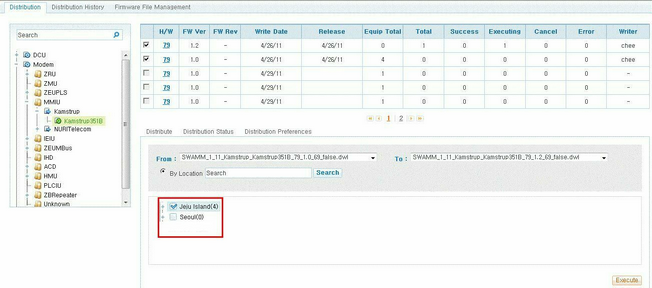 Distribution Distribution History Firmware File Management
Search
DCU
Modem
ZRU
ZMU
ZEUPLS
MMIU
Kamstrup
Kamstrup351B
NURITelecom
IEIU
ZEUMBus
IHD
ACD
HMU
PLCIU
ZBRepeater
Unknown
H/W FW Ver FW Rev Write Date Release Equip Total Total Success Executing Cancel Error Writer
79 1.2 – 4/26/11 4/26/11 0 1 0 1 0 0 chee
79 1.0 – 4/26/11 4/26/11 4 0 0 0 0 0 chee
79 1.0 – 4/29/11 1 0 0 0 0 0 –
79 1.0 – 4/29/11 1 0 0 0 0 0 –
79 1.0 – 4/29/11 1 0 0 0 0 0 –
1 2
Distribute Distribution Status Distribution Preferences
From : SWAMM_1_11_Kamstrup_Kamstrup351B_79_1.0_69_false.dwl To : SWAMM_1_11_Kamstrup_Kamstrup351B_79_1.2_69_false.dwl
By Location Search Search
Jeju Island(4)
Seoul(0)
Execute